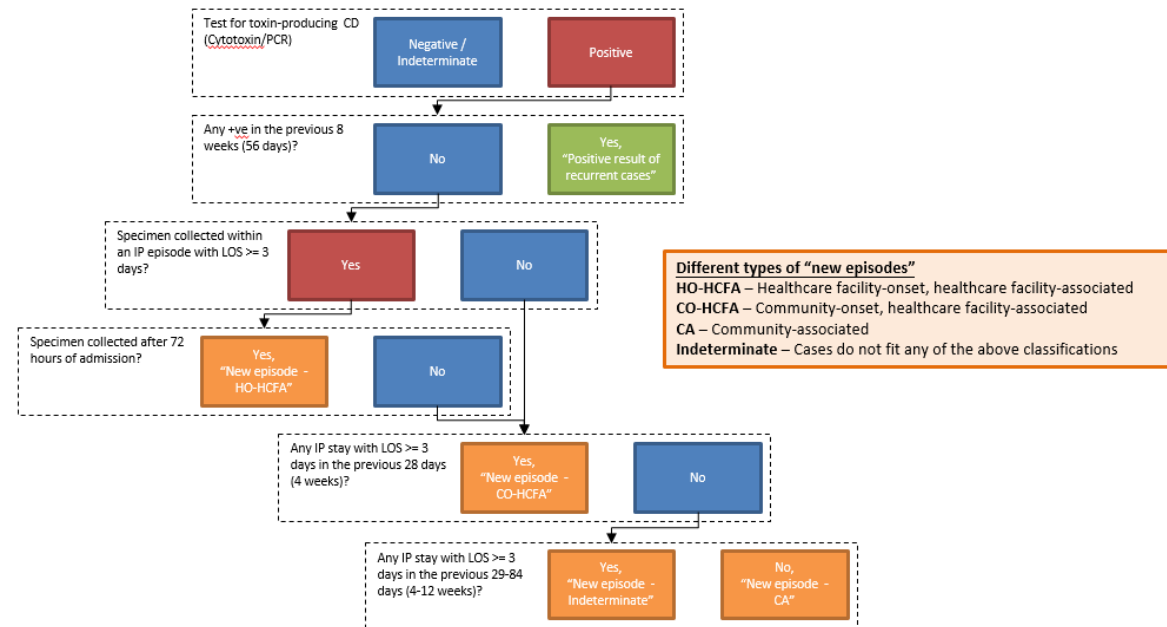 Test for toxin-producing CD
(Cytotoxin/PCR)
Negative /
Indeterminate
Positive
Any +ve in the previous 8
weeks (56 days)?
No
Yes,
“Positive result of
recurrent cases”
Specimen collected within
an IP episode with LOS >= 3
days?
Yes
No
Different types of “new episodes”
HO-HCFA – Healthcare facility-onset, healthcare facility-associated
CO-HCFA – Community-onset, healthcare facility-associated
CA – Community-associated
Indeterminate – Cases do not fit any of the above classifications
Specimen collected after 72
hours of admission?
Yes,
“New episode -
HO-HCFA”
No
Any IP stay with LOS >= 3
days in the previous 28 days
(4 weeks)?
Yes,
“New episode -
CO-HCFA”
No
Any IP stay with LOS >= 3
days in the previous 29-84
days (4-12 weeks)?
Yes,
“New episode -
Indeterminate”
No,
“New episode -
CA”